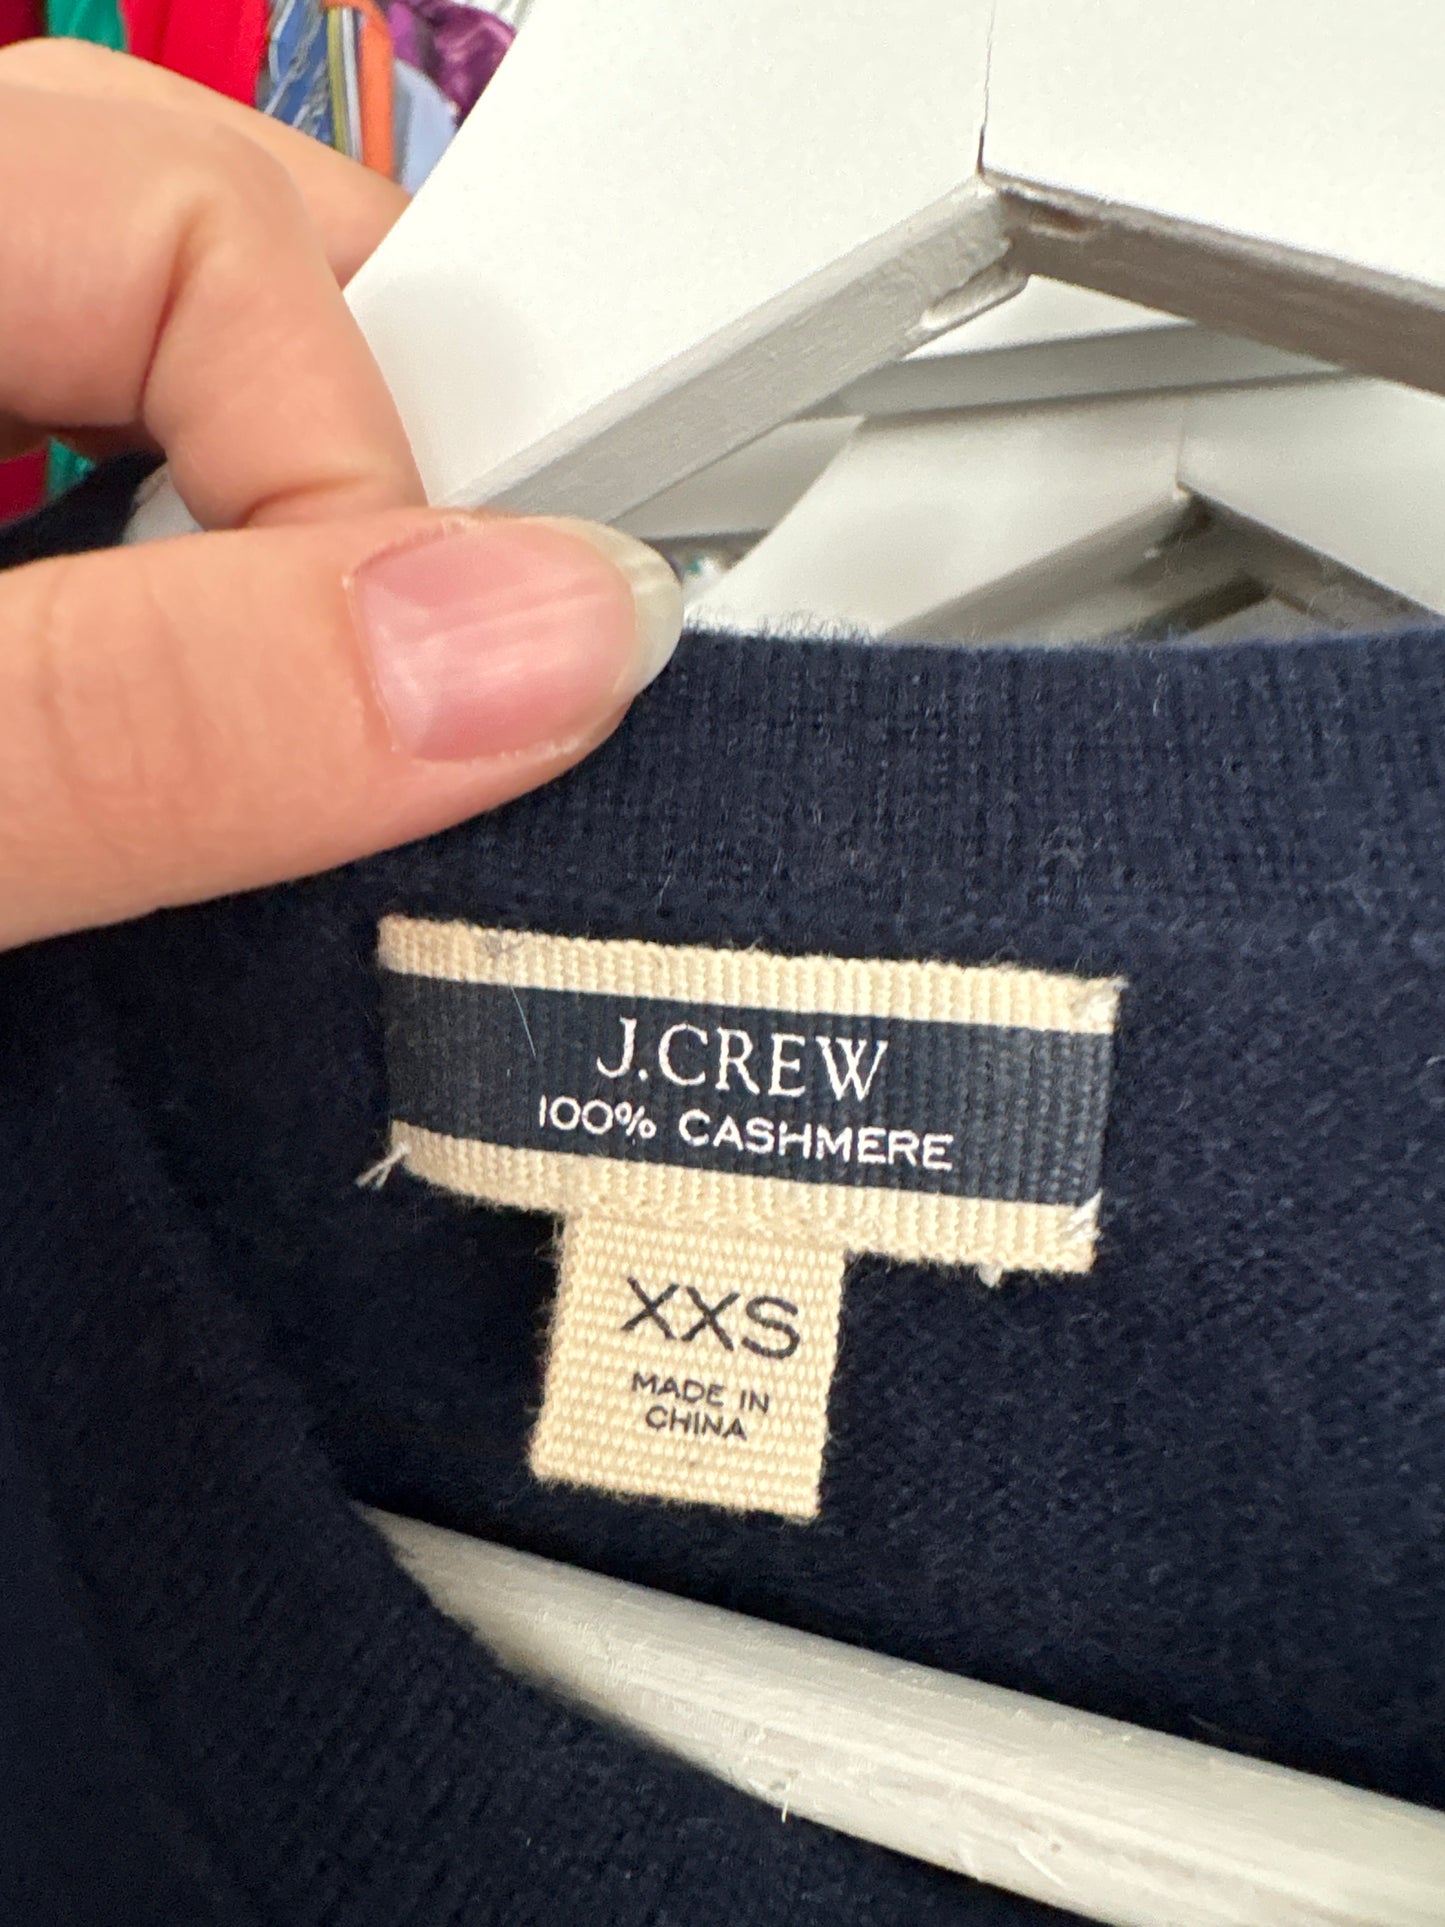 J.CREW
100% CASHMERE
XXS
MADE IN
CHINA